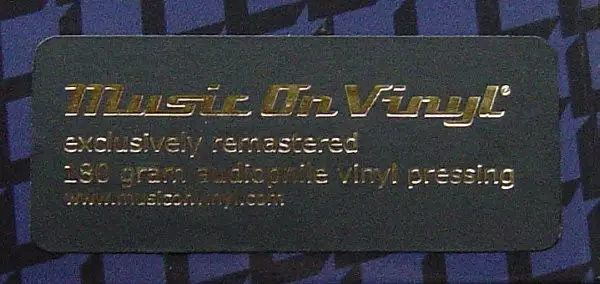 Music On Vinyl®
exclusively remastered
180 gram audiophile vinyl pressing
www.musiconvinyl.com